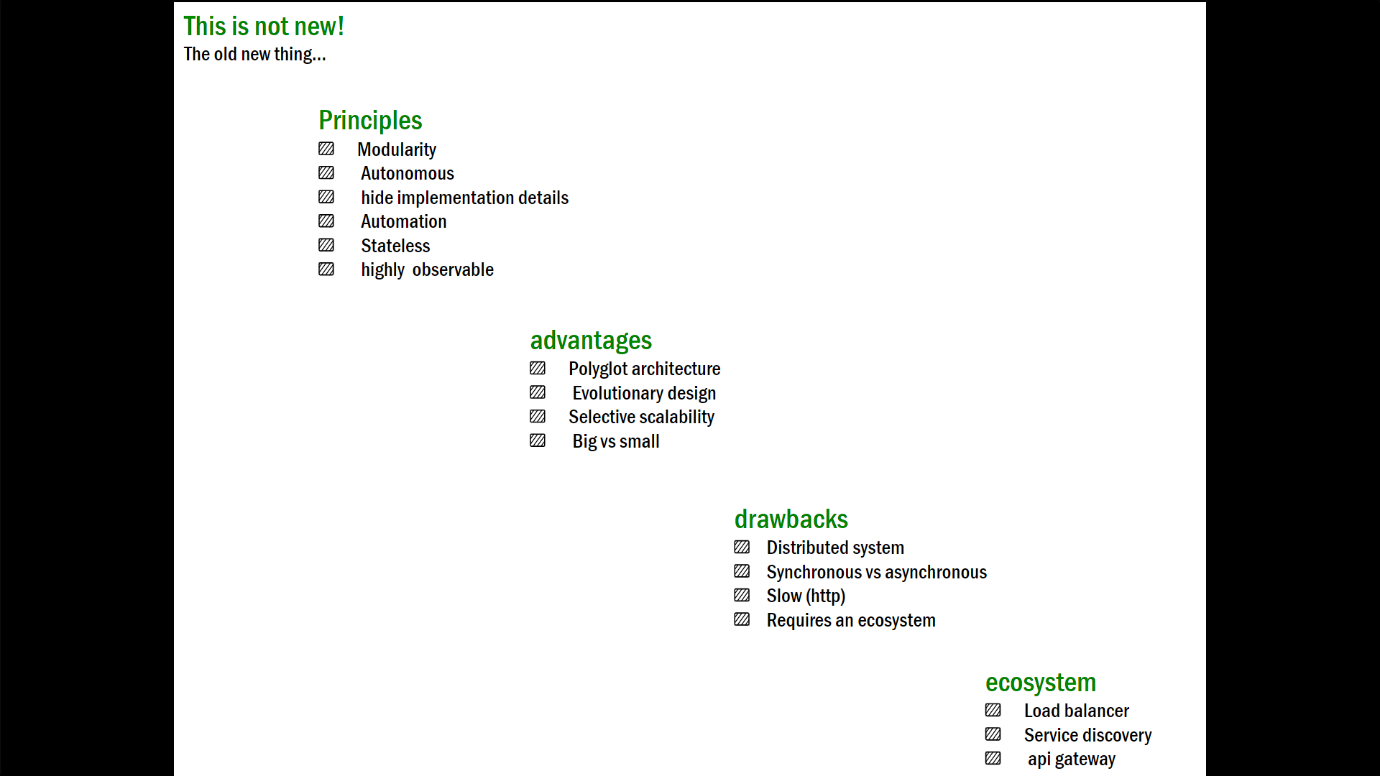 This is not new!
The old new thing...
Principles
Modularity
Autonomous
hide implementation details
Automation
Stateless
highly observable
advantages
Polyglot architecture
Evolutionary design
Selective scalability
Big vs small
drawbacks
Distributed system
Synchronous vs asynchronous
Slow (http)
Requires an ecosystem
ecosystem
Load balancer
Service discovery
api gateway